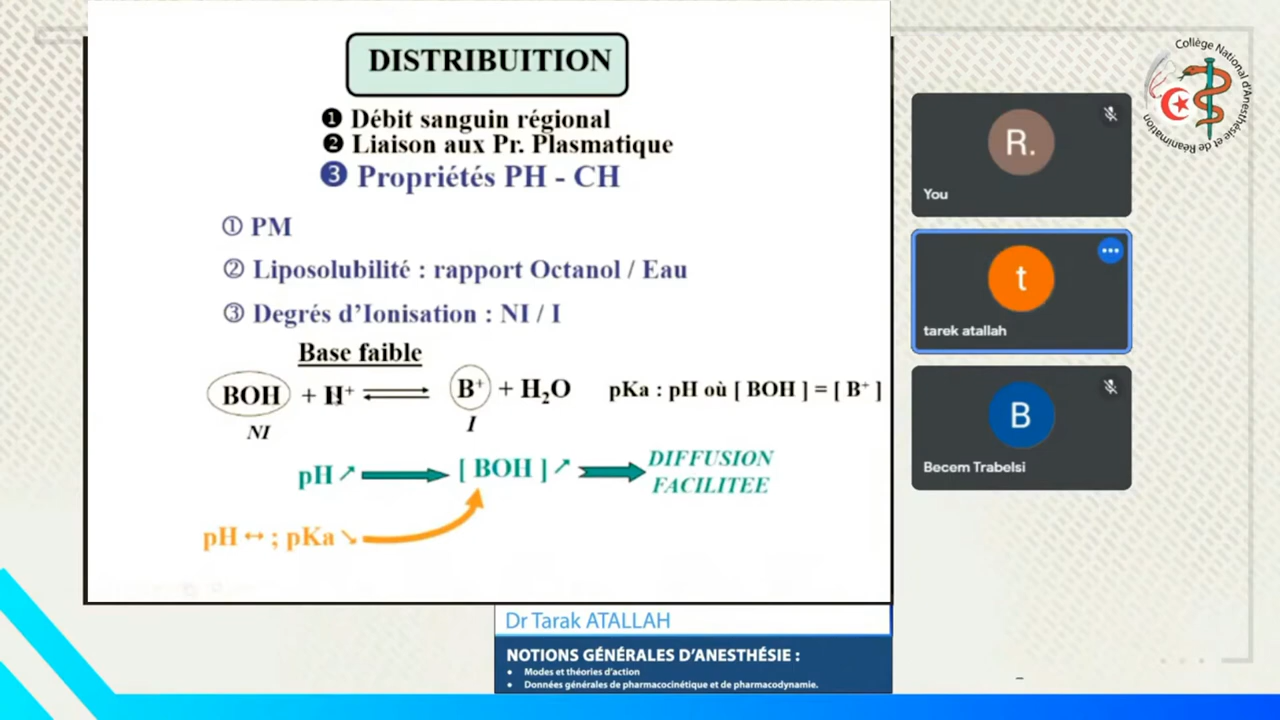 DISTRIBUITION
❶ Débit sanguin régional
❷ Liaison aux Pr. Plasmatique
❸ Propriétés PH - CH
① PM
② Liposolubilité : rapport Octanol / Eau
③ Degrés d'Ionisation : NI / I
Base faible
BOH + H⁺ ⇌ B⁺ + H₂O pKa : pH où [ BOH ] = [ B⁺ ]
NI I
pH ↗ → [ BOH ] ↗ → DIFFUSION
FACILITEE
pH ↔ ; pKa ↘
Collège National d'Anesthésie et de Réanimation
R.
You
t
tarek atallah
B
Becem Trabelsi
Dr Tarak ATALLAH
NOTIONS GÉNÉRALES D'ANESTHÉSIE :
• Modes et théories d'action
• Données générales de pharmacocinétique et de pharmacodynamie.